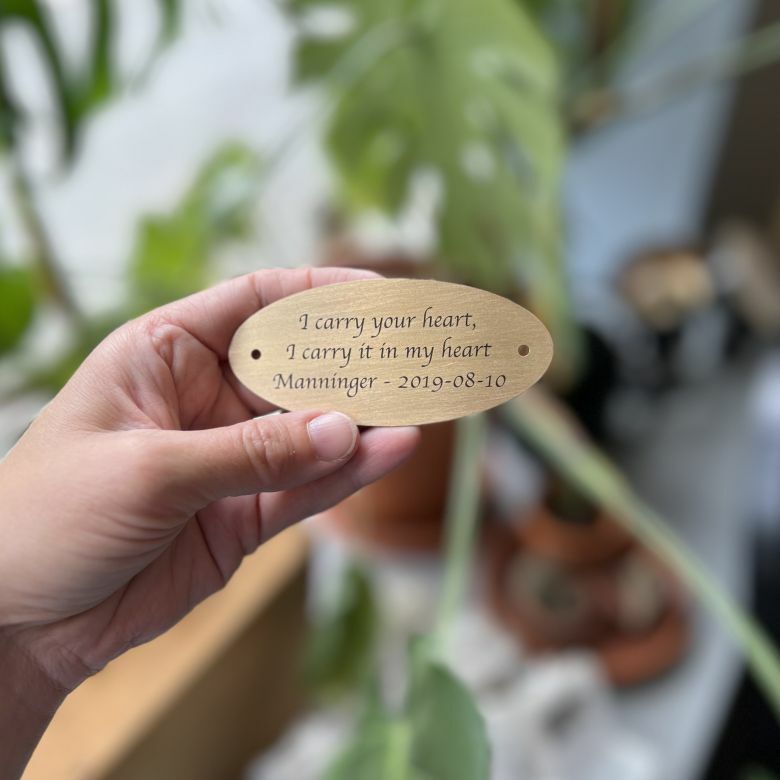 I carry your heart,
I carry it in my heart
Manninger - 2019-08-10